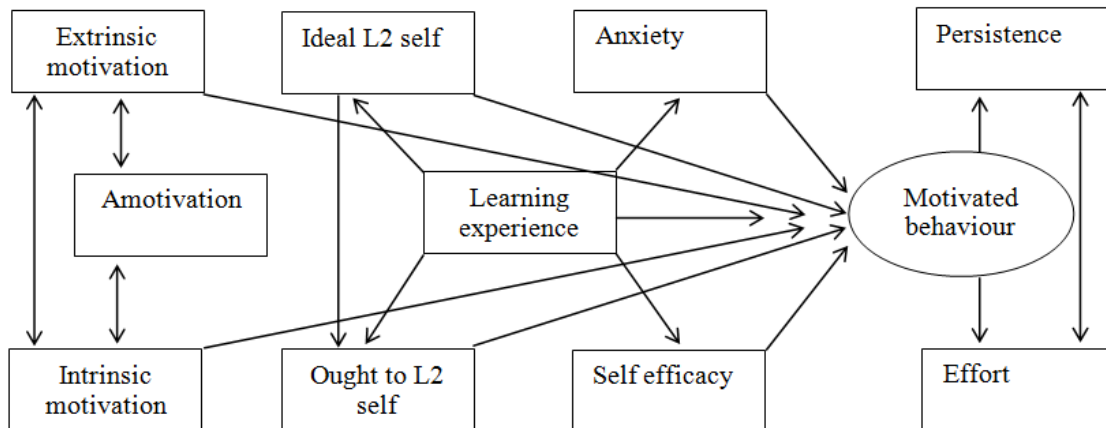 Extrinsic
motivation
Ideal L2 self
Anxiety
Persistence
Amotivation
Learning
experience
Motivated
behaviour
Intrinsic
motivation
Ought to L2
self
Self efficacy
Effort